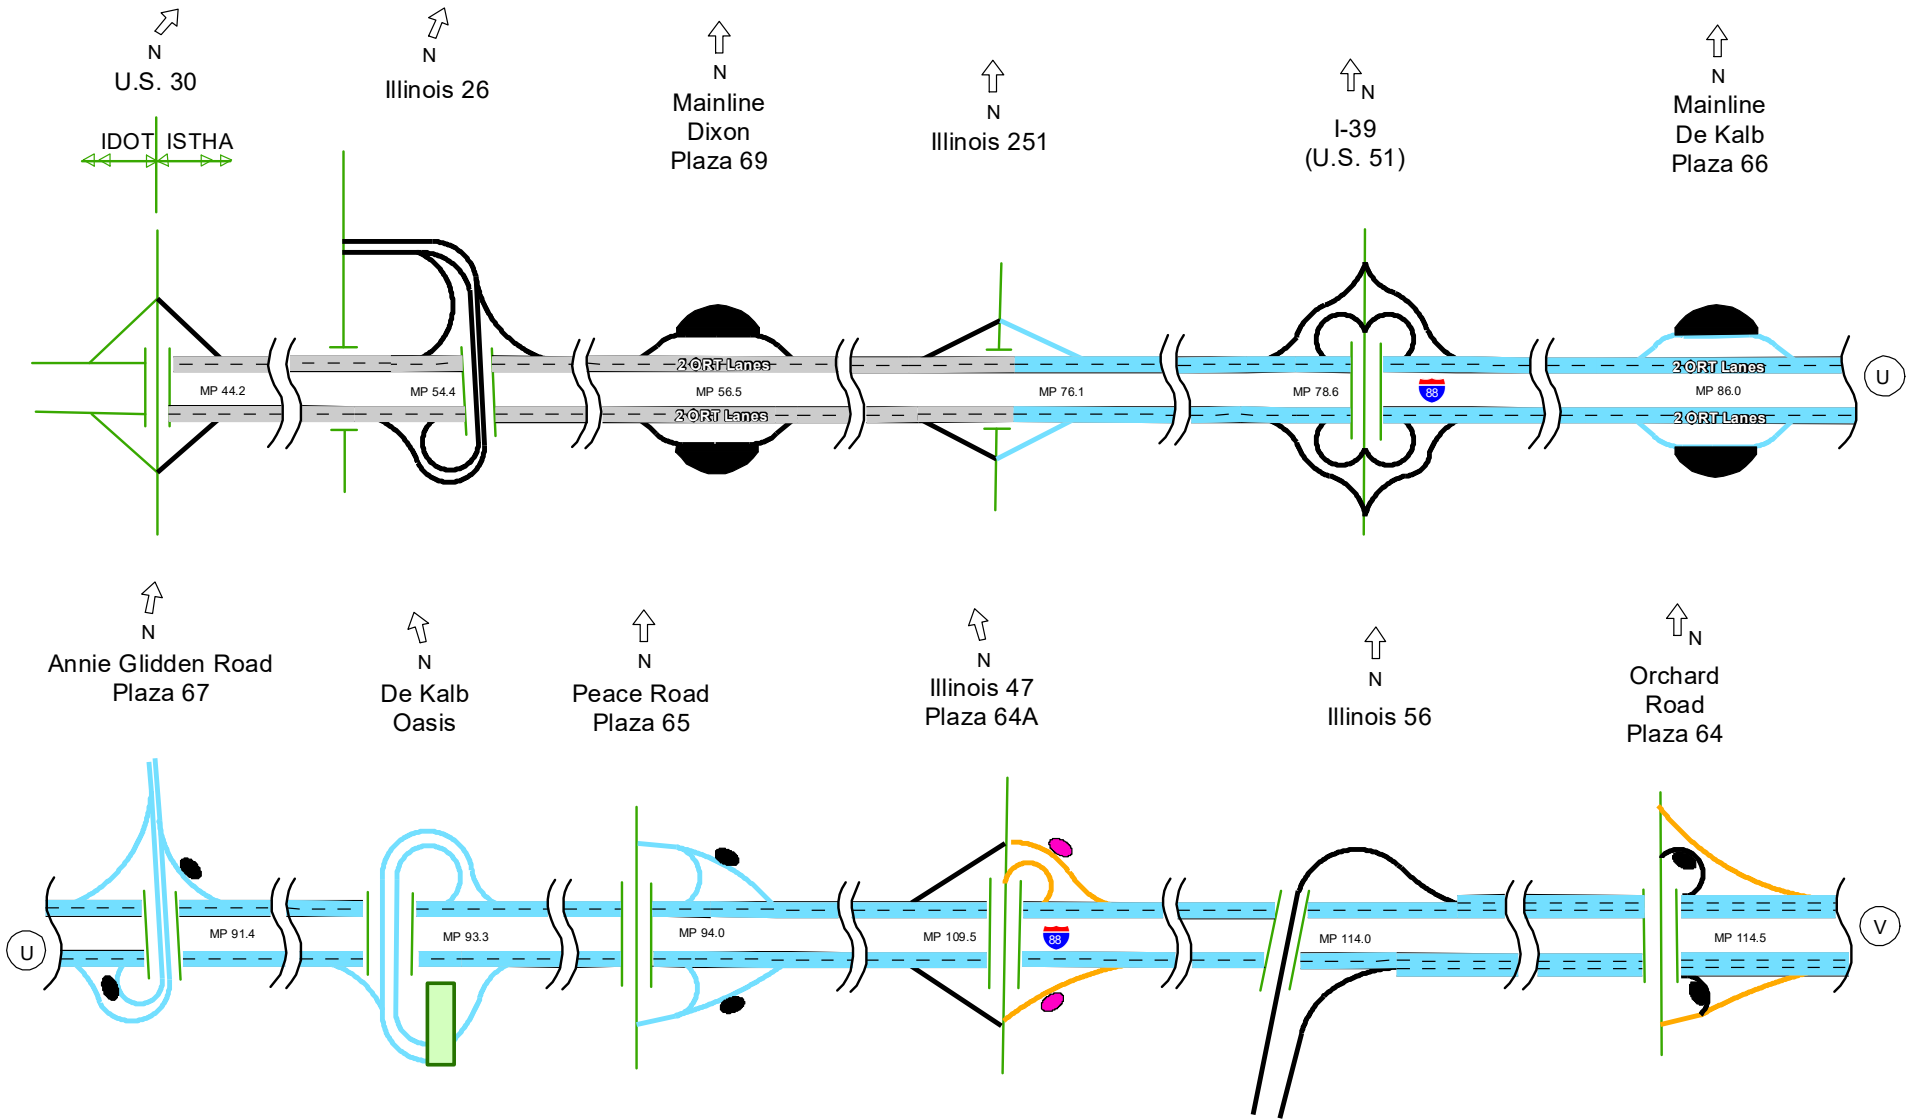 N
U.S. 30
IDOT ISTHA
N
Illinois 26
N
Mainline
Dixon
Plaza 69
N
Illinois 251
N
I-39
(U.S. 51)
N
Mainline
De Kalb
Plaza 66
2 ORT Lanes
2 ORT Lanes
MP 44.2
MP 54.4
MP 56.5
MP 76.1
MP 78.6
88
MP 86.0
U
2 ORT Lanes
2 ORT Lanes
N
Annie Glidden Road
Plaza 67
N
De Kalb
Oasis
N
Peace Road
Plaza 65
N
Illinois 47
Plaza 64A
N
Illinois 56
N
Orchard
Road
Plaza 64
U
MP 91.4
MP 93.3
MP 94.0
MP 109.5
88
MP 114.0
MP 114.5
V